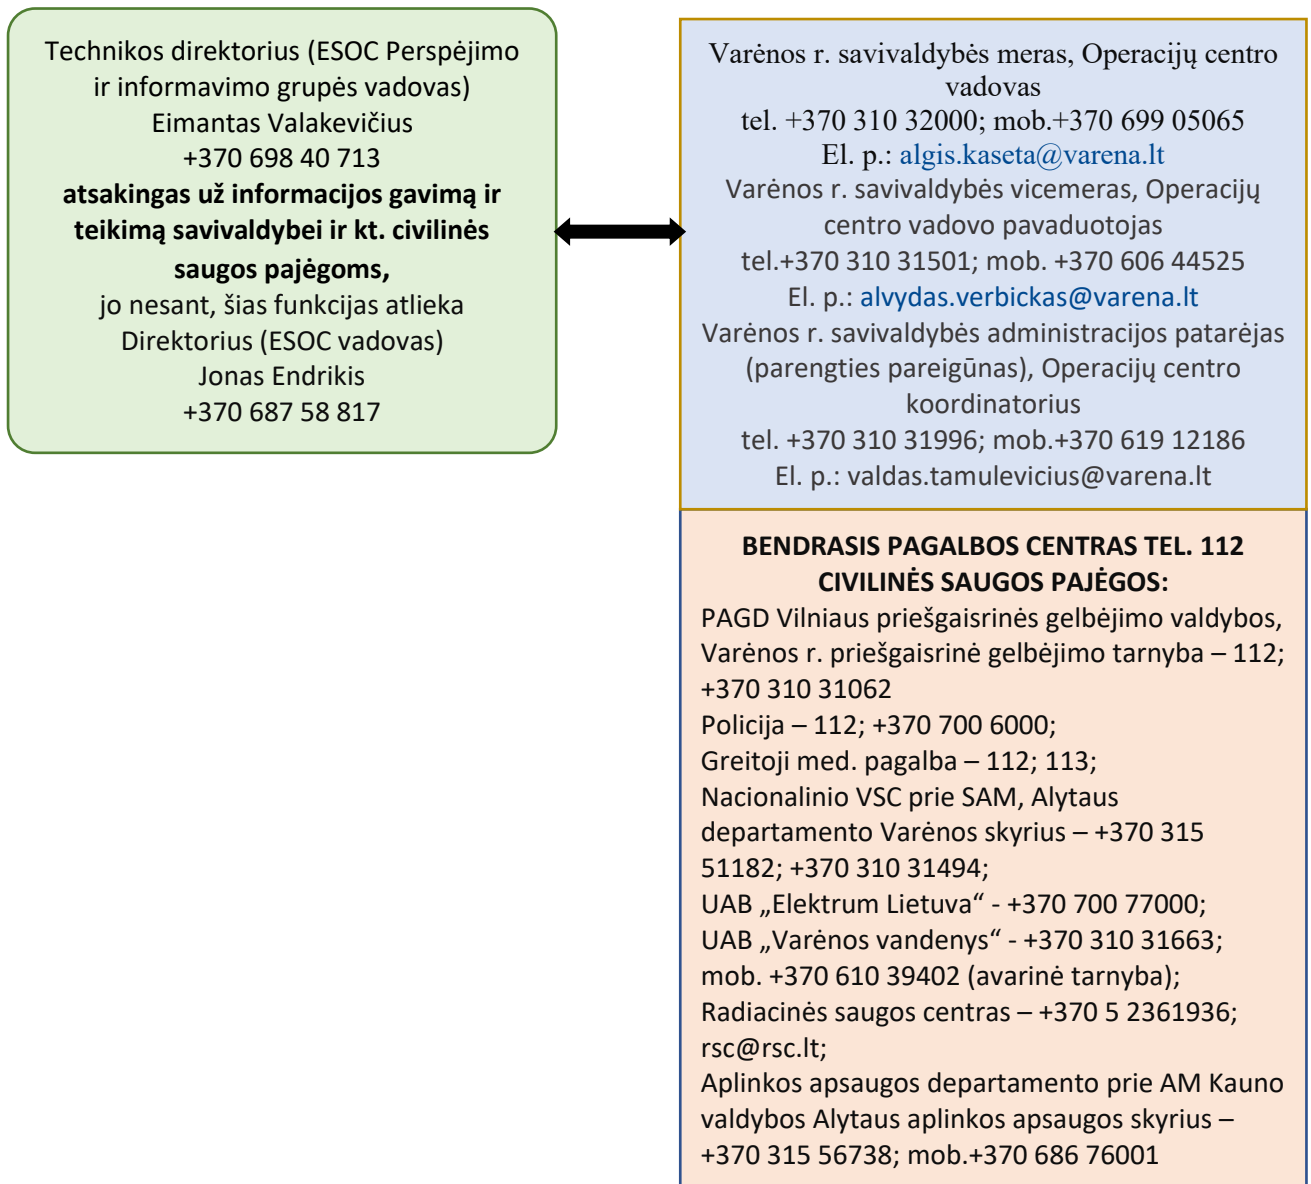 Technikos direktorius (ESOC Perspėjimo
ir informavimo grupės vadovas)
Eimantas Valakevičius
+370 698 40 713
atsakingas už informacijos gavimą ir
teikimą savivaldybei ir kt. civilinės
saugos pajėgoms,
jo nesant, šias funkcijas atlieka
Direktorius (ESOC vadovas)
Jonas Endrikis
+370 687 58 817
Varėnos r. savivaldybės meras, Operacijų centro
vadovas
tel. +370 310 32000; mob.+370 699 05065
El. p.: algis.kaseta@varena.lt
Varėnos r. savivaldybės vicemeras, Operacijų
centro vadovo pavaduotojas
tel.+370 310 31501; mob. +370 606 44525
El. p.: alvydas.verbickas@varena.lt
Varėnos r. savivaldybės administracijos patarėjas
(parengties pareigūnas), Operacijų centro
koordinatorius
tel. +370 310 31996; mob.+370 619 12186
El. p.: valdas.tamulevicius@varena.lt
BENDRASIS PAGALBOS CENTRAS TEL. 112
CIVILINĖS SAUGOS PAJĖGOS:
PAGD Vilniaus priešgaisrinės gelbėjimo valdybos,
Varėnos r. priešgaisrinė gelbėjimo tarnyba – 112;
+370 310 31062
Policija – 112; +370 700 6000;
Greitoji med. pagalba – 112; 113;
Nacionalinio VSC prie SAM, Alytaus
departamento Varėnos skyrius – +370 315
51182; +370 310 31494;
UAB „Elektrum Lietuva“ - +370 700 77000;
UAB „Varėnos vandenys“ - +370 310 31663;
mob. +370 610 39402 (avarinė tarnyba);
Radiacinės saugos centras – +370 5 2361936;
rsc@rsc.lt;
Aplinkos apsaugos departamento prie AM Kauno
valdybos Alytaus aplinkos apsaugos skyrius –
+370 315 56738; mob.+370 686 76001